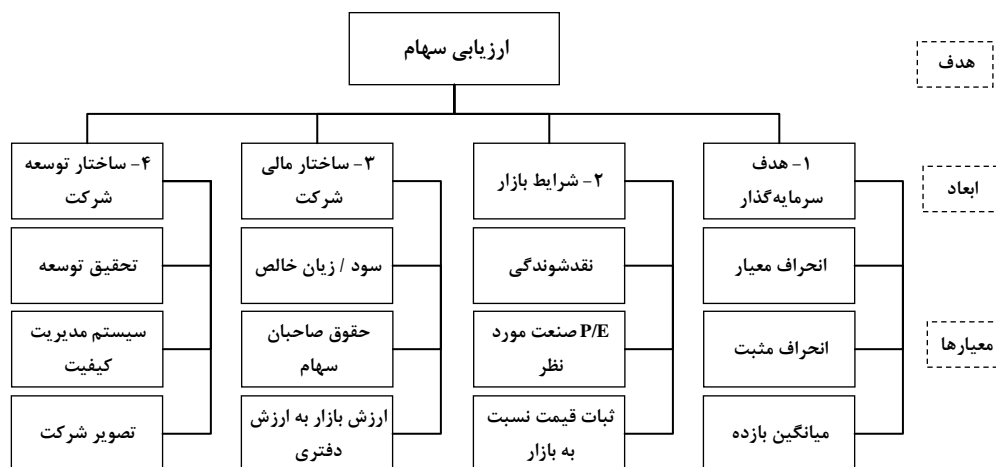 ارزیابی سهام
هدف
۱- هدف
سرمایه‌گذار
۲- شرایط بازار
۳- ساختار مالی
شرکت
۴- ساختار توسعه
شرکت
ابعاد
انحراف معیار
نقدشوندگی
سود / زیان خالص
تحقیق توسعه
انحراف مثبت
P/E صنعت مورد
نظر
حقوق صاحبان
سهام
سیستم مدیریت
کیفیت
معیارها
میانگین بازده
ثبات قیمت نسبت
به بازار
ارزش بازار به ارزش
دفتری
تصویر شرکت